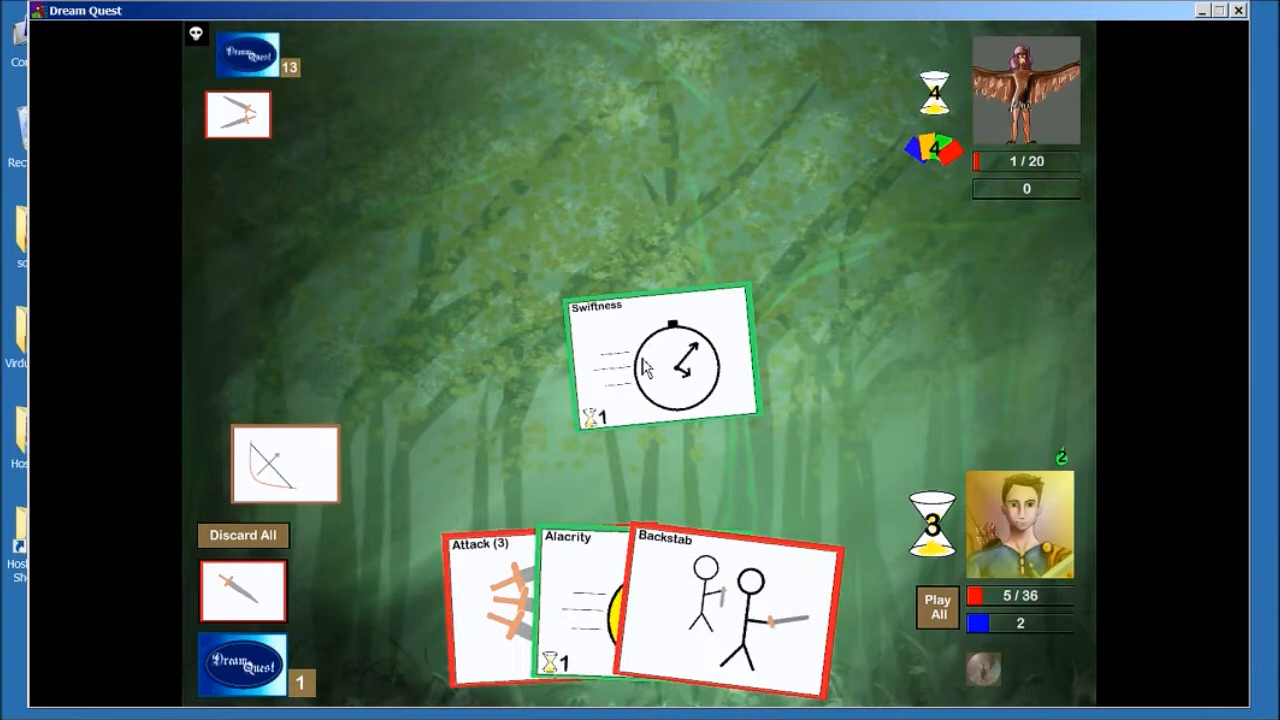 Dream Quest
Dream
Quest
13
4
4
1 / 20
0
Swiftness
1
2
Discard All
Attack (3)
Alacrity
Backstab
3
Play
All
5 / 36
2
1
Dream
Quest
1